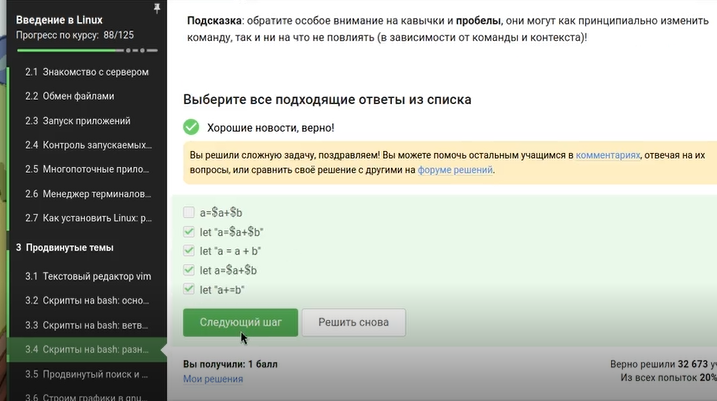 Введение в Linux
Прогресс по курсу: 88/125
2.1 Знакомство с сервером
2.2 Обмен файлами
2.3 Запуск приложений
2.4 Контроль запускаемых...
2.5 Многопоточные прило...
2.6 Менеджер терминалов...
2.7 Как установить Linux: р...
3 Продвинутые темы
3.1 Текстовый редактор vim
3.2 Скрипты на bash: осно...
3.3 Скрипты на bash: ветв...
3.4 Скрипты на bash: разн...
3.5 Продвинутый поиск и ...
3.6 Строим графики в gnu...
Подсказка: обратите особое внимание на кавычки и пробелы, они могут как принципиально изменить
команду, так и ни на что не повлиять (в зависимости от команды и контекста)!
Выберите все подходящие ответы из списка
Хорошие новости, верно!
Вы решили сложную задачу, поздравляем! Вы можете помочь остальным учащимся в комментариях, отвечая на их
вопросы, или сравнить своё решение с другими на форуме решений.
a=$a+$b
let "a=$a+$b"
let "a = a + b"
let a=$a+$b
let "a+=b"
Следующий шаг
Решить снова
Вы получили: 1 балл
Мои решения
Верно решили 32 673 уч
Из всех попыток 20%